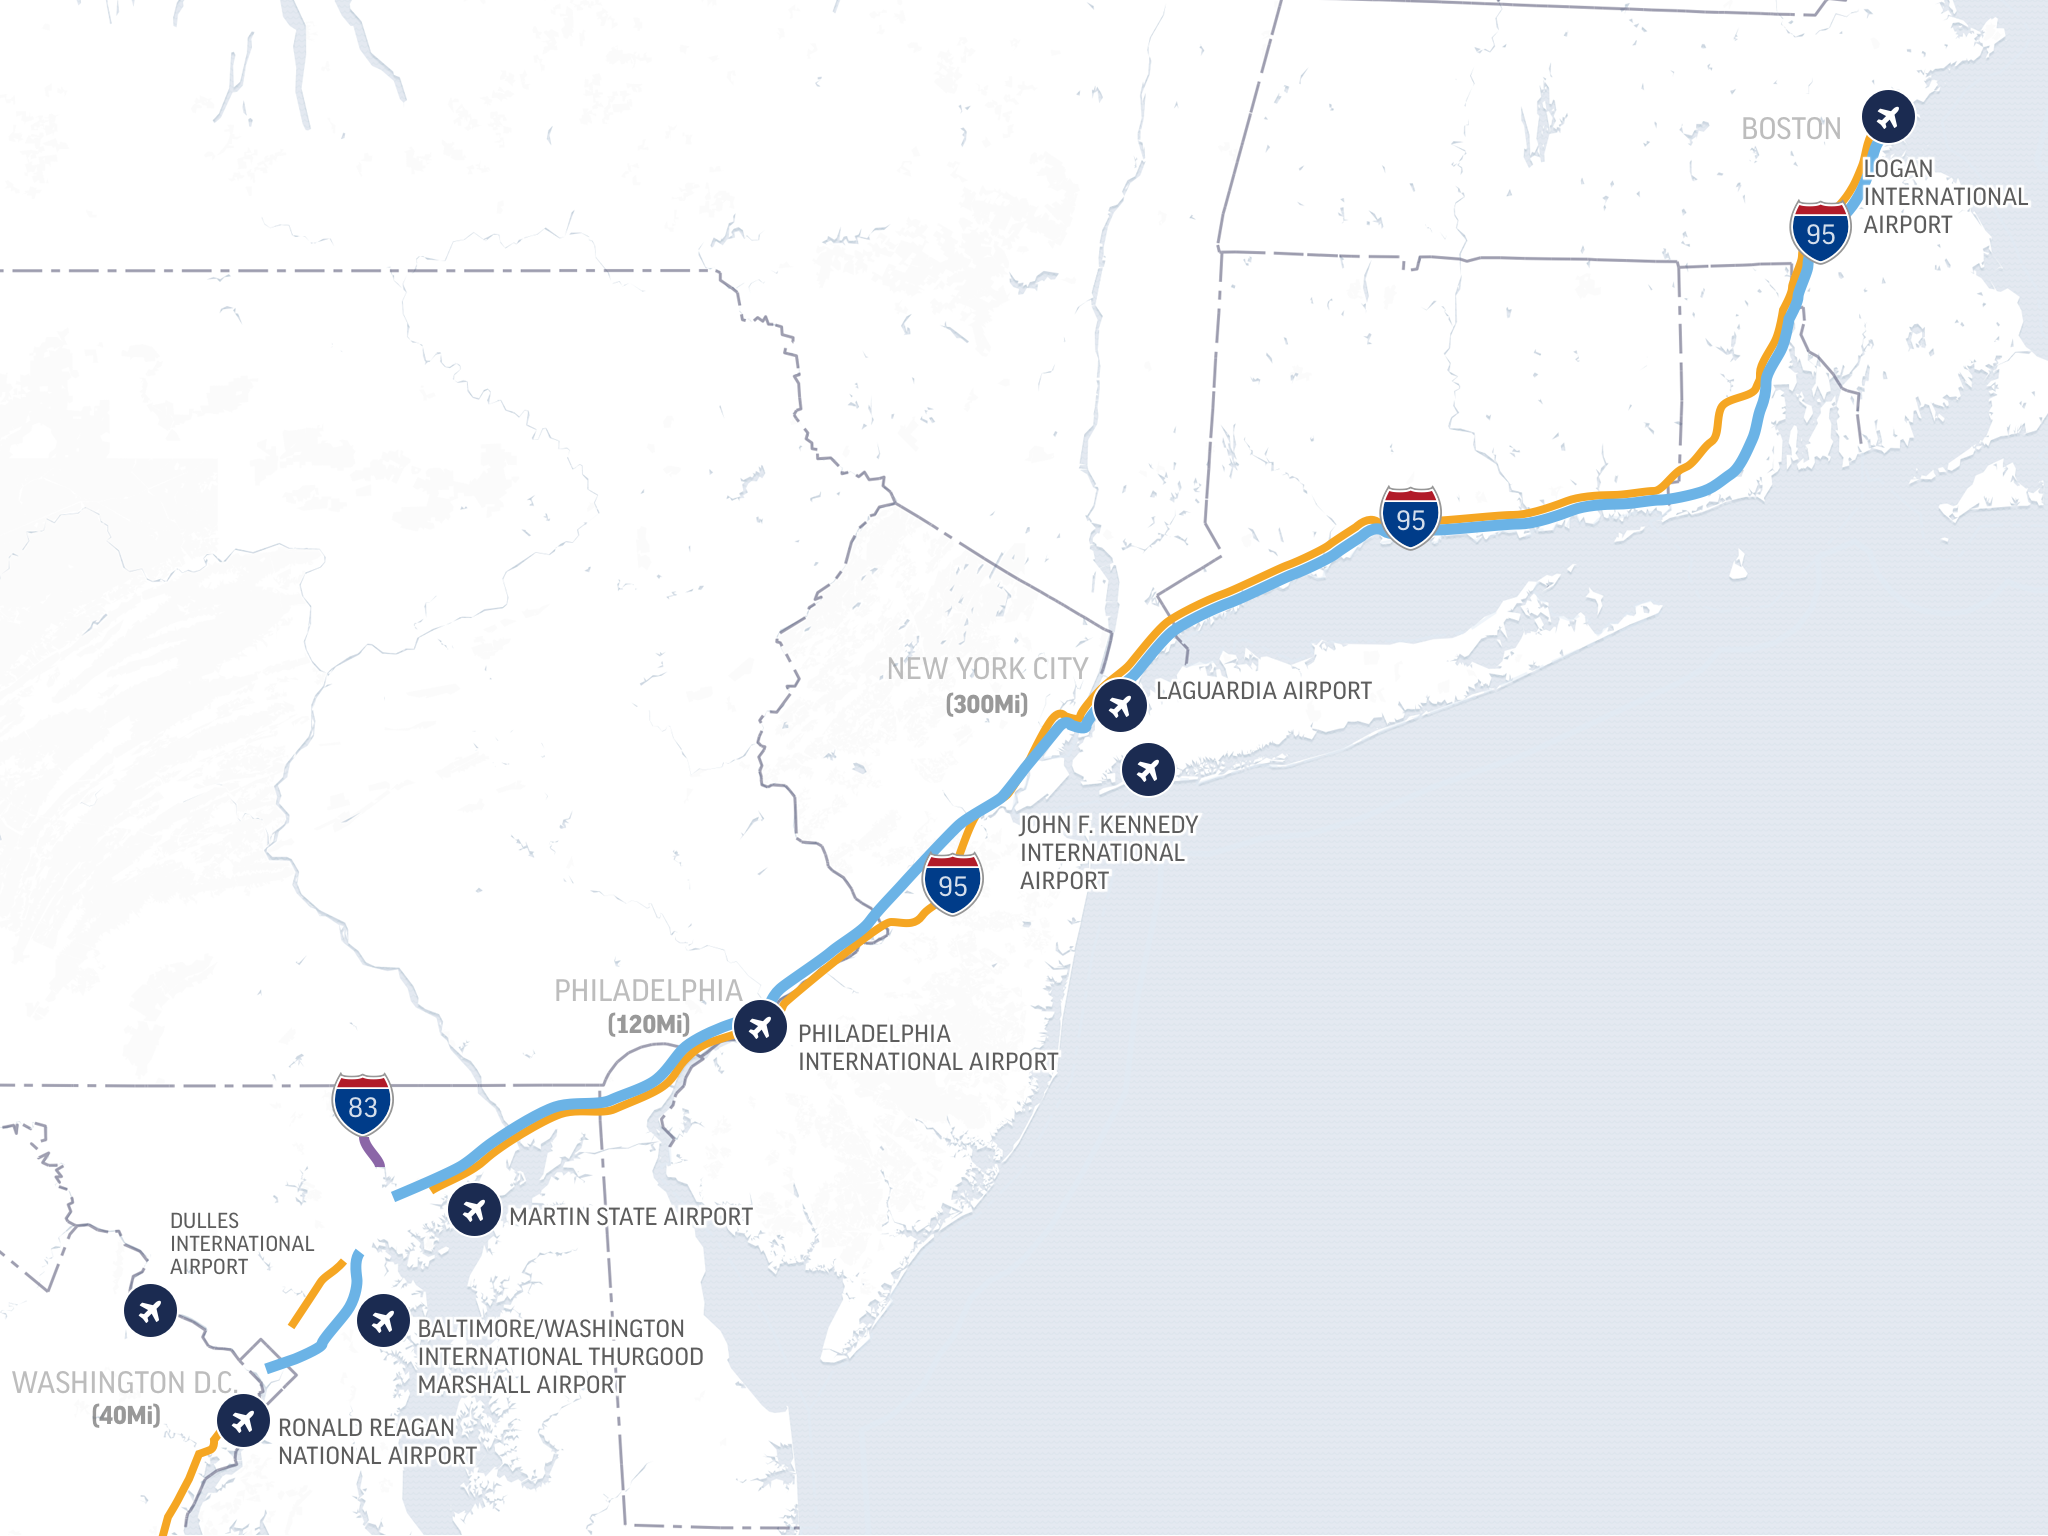 BOSTON
LOGAN
INTERNATIONAL
AIRPORT
95
95
NEW YORK CITY
(300Mi)
LAGUARDIA AIRPORT
JOHN F. KENNEDY
INTERNATIONAL
AIRPORT
95
PHILADELPHIA
(120Mi)
PHILADELPHIA
INTERNATIONAL AIRPORT
83
MARTIN STATE AIRPORT
DULLES
INTERNATIONAL
AIRPORT
BALTIMORE/WASHINGTON
INTERNATIONAL THURGOOD
MARSHALL AIRPORT
WASHINGTON D.C.
(40Mi)
RONALD REAGAN
NATIONAL AIRPORT